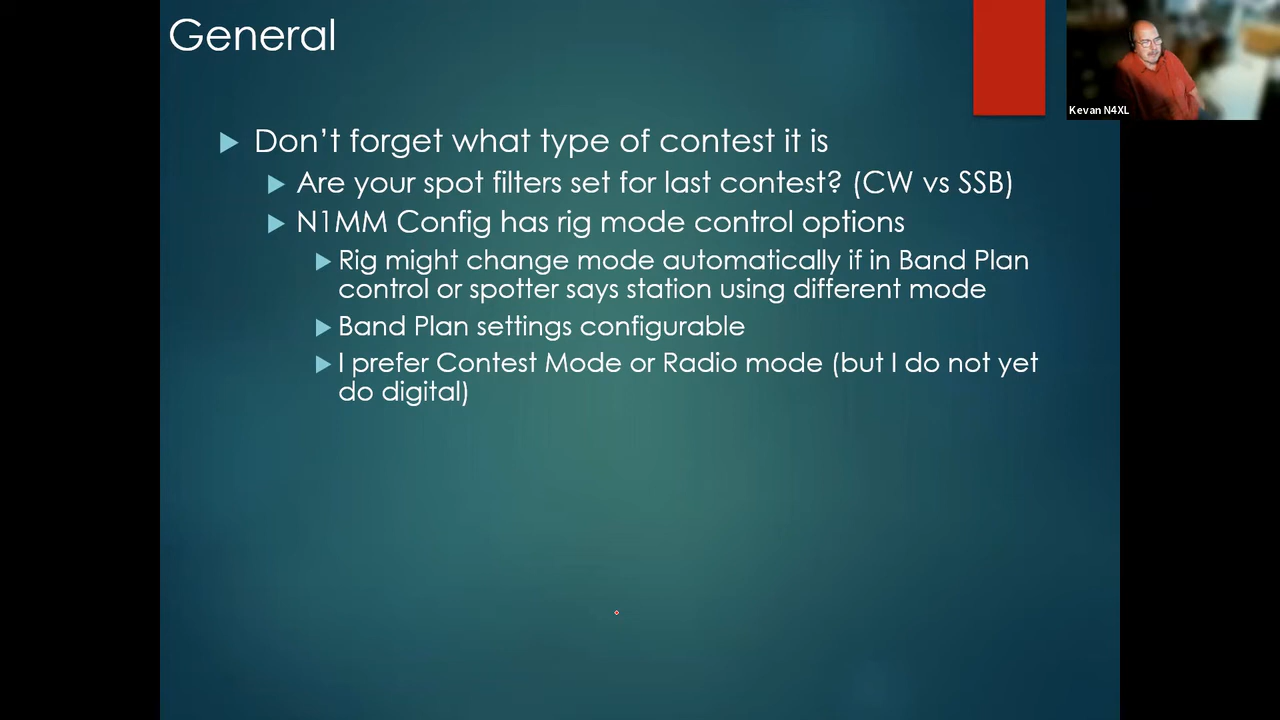 General
Kevan N4XL
Don't forget what type of contest it is
Are your spot filters set for last contest? (CW vs SSB)
N1MM Config has rig mode control options
Rig might change mode automatically if in Band Plan
control or spotter says station using different mode
Band Plan settings configurable
I prefer Contest Mode or Radio mode (but I do not yet
do digital)